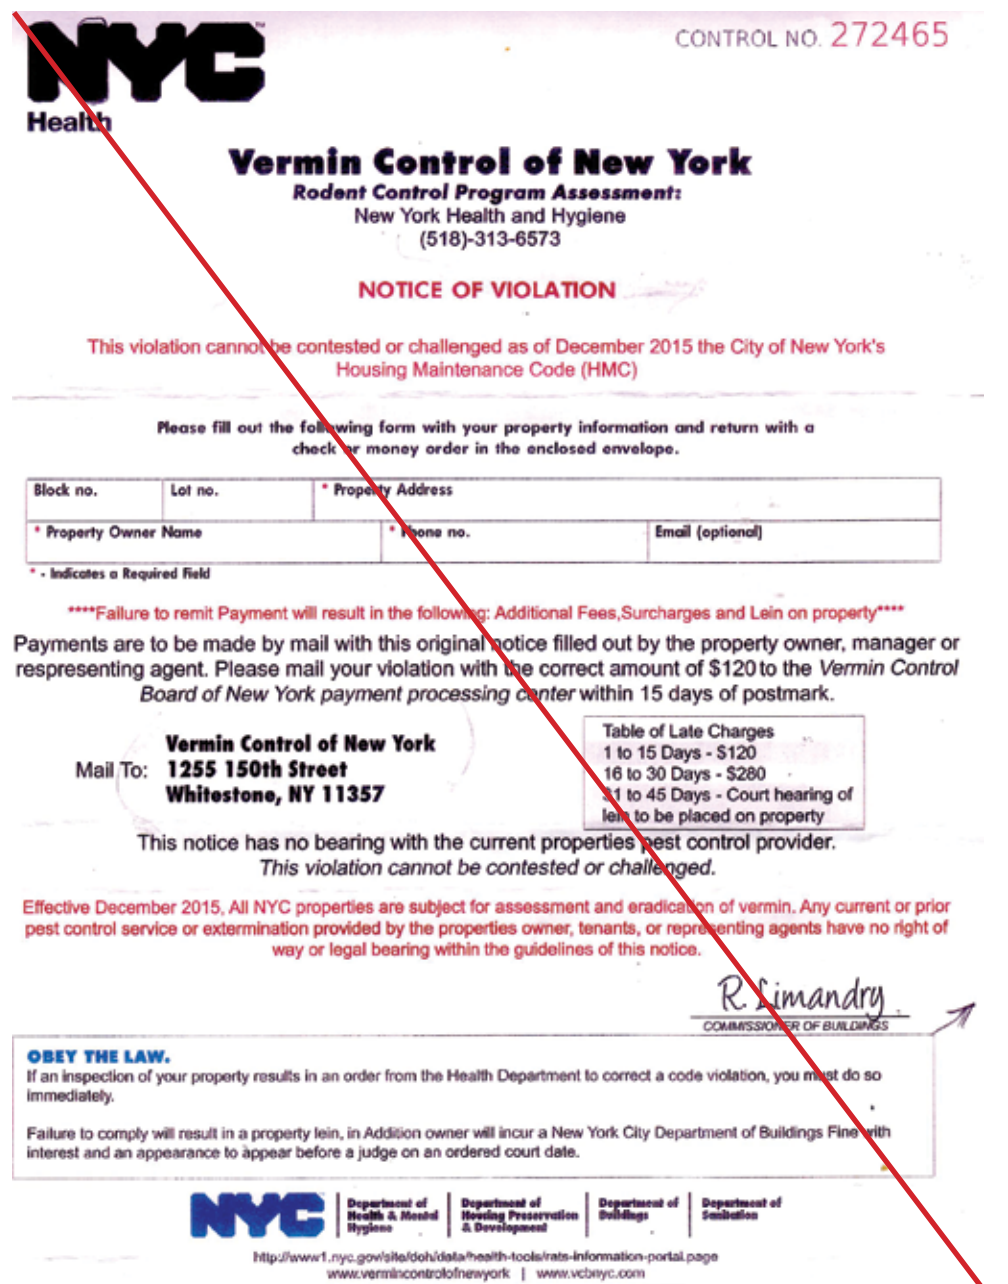 NYC
CONTROL NO. 272465
Health
Vermin Control of New York
Rodent Control Program Assessment:
New York Health and Hygiene
(518)-313-6573
NOTICE OF VIOLATION
This violation cannot be contested or challenged as of December 2015 the City of New York's
Housing Maintenance Code (HMC)
Please fill out the following form with your property information and return with a
check or money order in the enclosed envelope.
Block no. Lot no. * Property Address
* Property Owner Name * Phone no. Email (optional)
* - Indicates a Required Field
****Failure to remit Payment will result in the following: Additional Fees,Surcharges and Lein on property****
Payments are to be made by mail with this original notice filled out by the property owner, manager or
respresenting agent. Please mail your violation with the correct amount of $120 to the Vermin Control
Board of New York payment processing center within 15 days of postmark.
Mail To:
Vermin Control of New York
1255 150th Street
Whitestone, NY 11357
Table of Late Charges
1 to 15 Days - $120
16 to 30 Days - $280
31 to 45 Days - Court hearing of
lein to be placed on property
This notice has no bearing with the current properties pest control provider.
This violation cannot be contested or challenged.
Effective December 2015, All NYC properties are subject for assessment and eradication of vermin. Any current or prior
pest control service or extermination provided by the properties owner, tenants, or representing agents have no right of
way or legal bearing within the guidelines of this notice.
R. Limandry
COMMISSIONER OF BUILDINGS
OBEY THE LAW.
If an inspection of your property results in an order from the Health Department to correct a code violation, you must do so
immediately.
Failure to comply will result in a property lein, in Addition owner will incur a New York City Department of Buildings Fine with
interest and an appearance to appear before a judge on an ordered court date.
NYC
Department of
Health & Mental
Hygiene
Department of
Housing Preservation
& Development
Department of
Buildings
Department of
Sanitation
http://www1.nyc.gov/site/doh/data/health-tools/rats-information-portal.page
www.vermincontrolofnewyork | www.vcbnyc.com